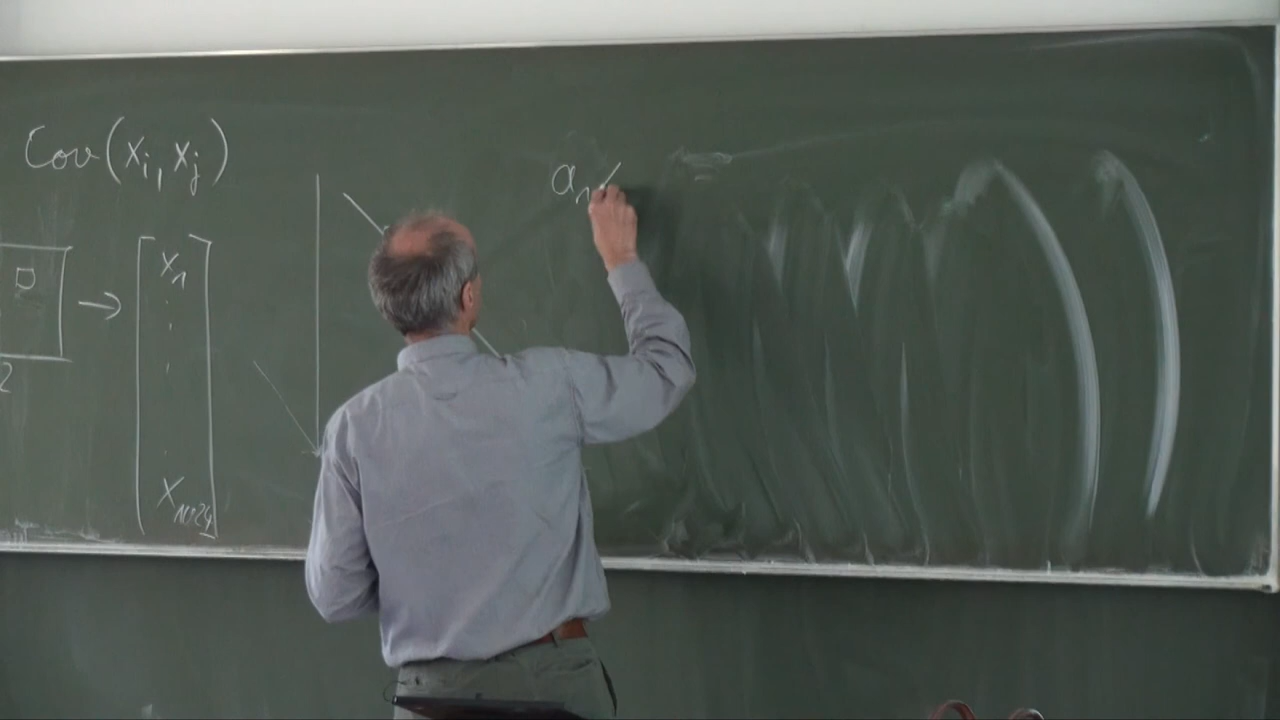 Cov(x_i, x_j)
a_1
→ [x_1
.
.
.
x_1024]
2